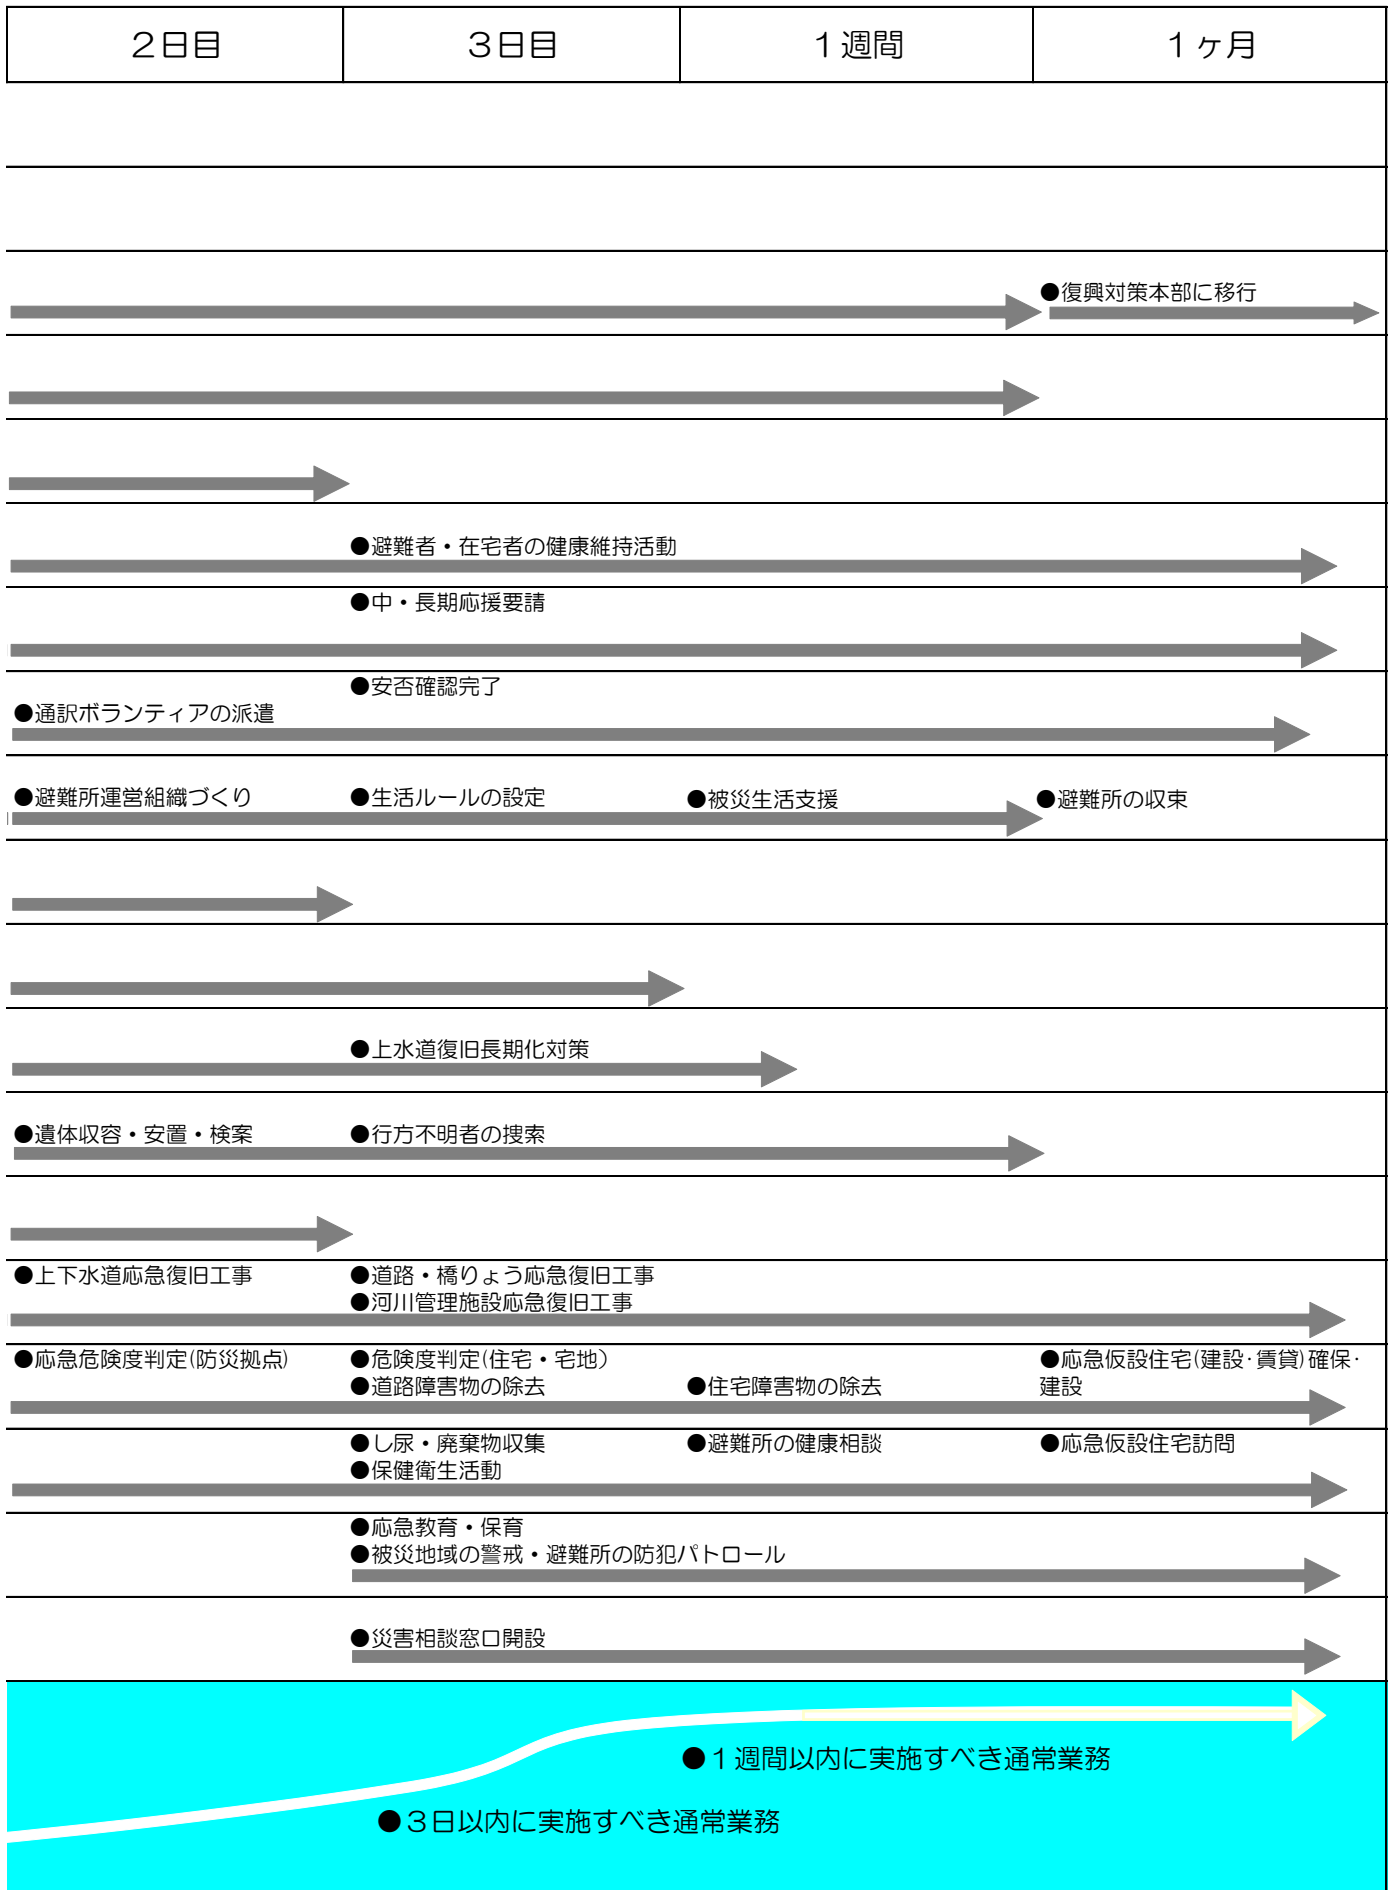 ２日目
３日目
１週間
１ヶ月
●復興対策本部に移行
●避難者・在宅者の健康維持活動
●中・長期応援要請
●安否確認完了
●通訳ボランティアの派遣
●避難所運営組織づくり
●生活ルールの設定
●被災生活支援
●避難所の収束
●上水道復旧長期化対策
●遺体収容・安置・検案
●行方不明者の捜索
●上下水道応急復旧工事
●道路・橋りょう応急復旧工事
●河川管理施設応急復旧工事
●応急危険度判定(防災拠点)
●危険度判定(住宅・宅地）
●道路障害物の除去
●住宅障害物の除去
●応急仮設住宅(建設･賃貸)確保･
建設
●し尿・廃棄物収集
●保健衛生活動
●避難所の健康相談
●応急仮設住宅訪問
●応急教育・保育
●被災地域の警戒・避難所の防犯パトロール
●災害相談窓口開設
●１週間以内に実施すべき通常業務
●３日以内に実施すべき通常業務